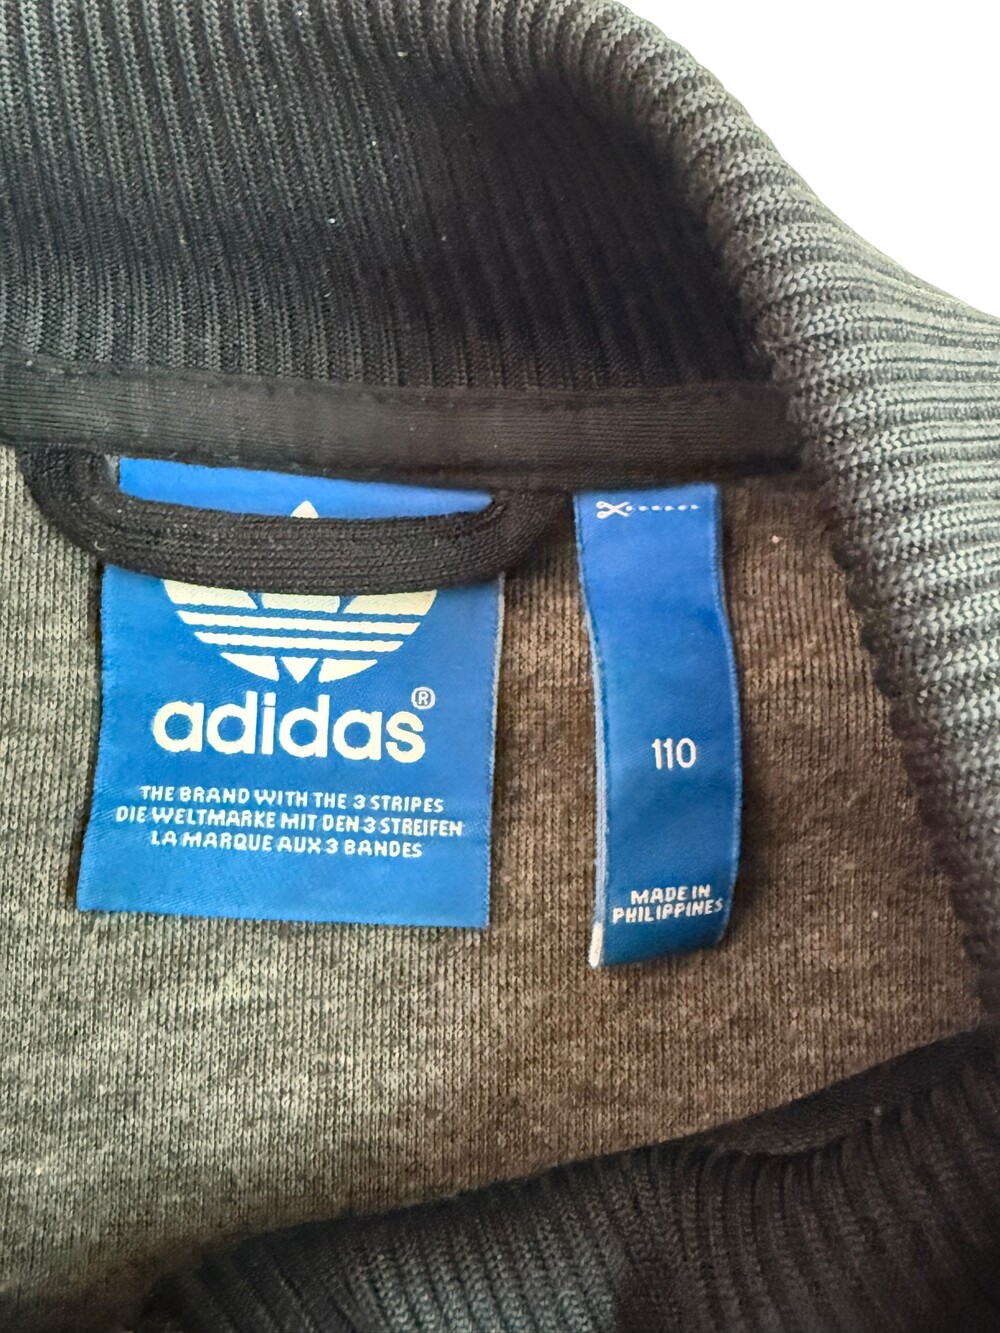 adidas®
THE BRAND WITH THE 3 STRIPES
DIE WELTMARKE MIT DEN 3 STREIFEN
LA MARQUE AUX 3 BANDES
110
MADE IN
PHILIPPINES